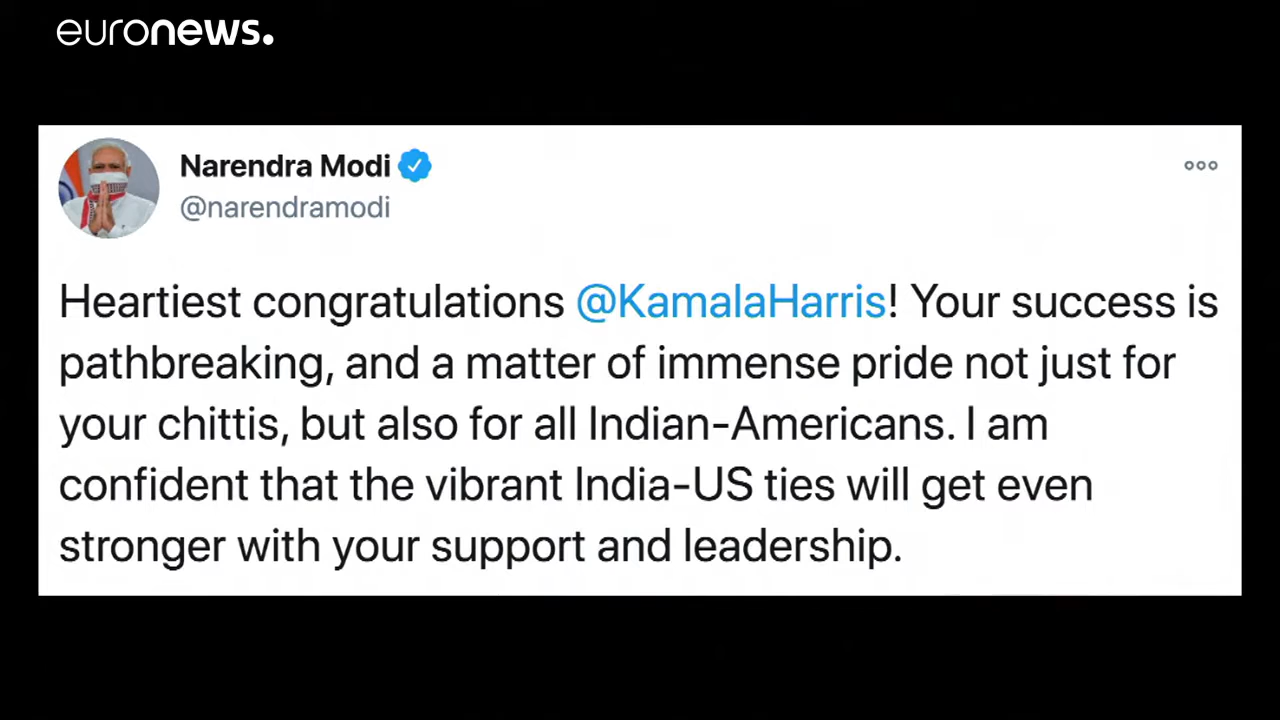 euronews.
Narendra Modi
@narendramodi
Heartiest congratulations @KamalaHarris! Your success is
pathbreaking, and a matter of immense pride not just for
your chittis, but also for all Indian-Americans. I am
confident that the vibrant India-US ties will get even
stronger with your support and leadership.